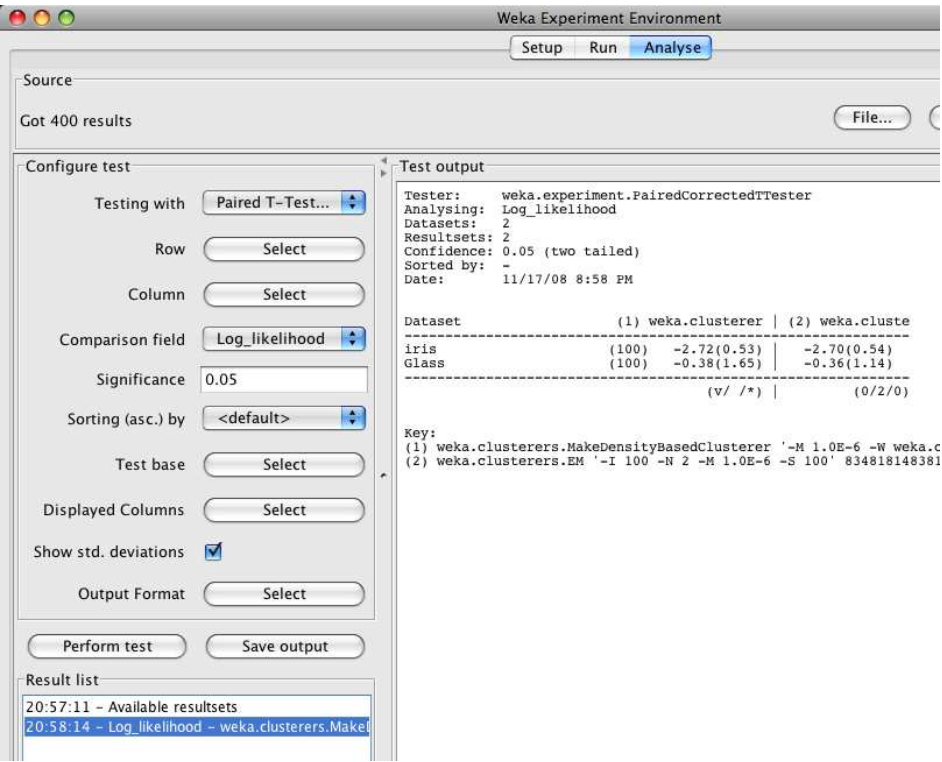 Weka Experiment Environment
Setup Run Analyse
Source
Got 400 results
File...
Configure test
Testing with Paired T-Test...
Row Select
Column Select
Comparison field Log_likelihood
Significance 0.05
Sorting (asc.) by <default>
Test base Select
Displayed Columns Select
Show std. deviations
Output Format Select
Perform test Save output
Result list
20:57:11 - Available resultsets
20:58:14 - Log_likelihood - weka.clusterers.Make
Test output
Tester: weka.experiment.PairedCorrectedTTester
Analysing: Log_likelihood
Datasets: 2
Resultsets: 2
Confidence: 0.05 (two tailed)
Sorted by: -
Date: 11/17/08 8:58 PM
Dataset (1) weka.clusterer | (2) weka.cluste
iris (100) -2.72(0.53) | -2.70(0.54)
Glass (100) -0.38(1.65) | -0.36(1.14)
(v/ /*) | (0/2/0)
Key:
(1) weka.clusterers.MakeDensityBasedClusterer '-M 1.0E-6 -W weka.c
(2) weka.clusterers.EM '-I 100 -N 2 -M 1.0E-6 -S 100' 834818148381